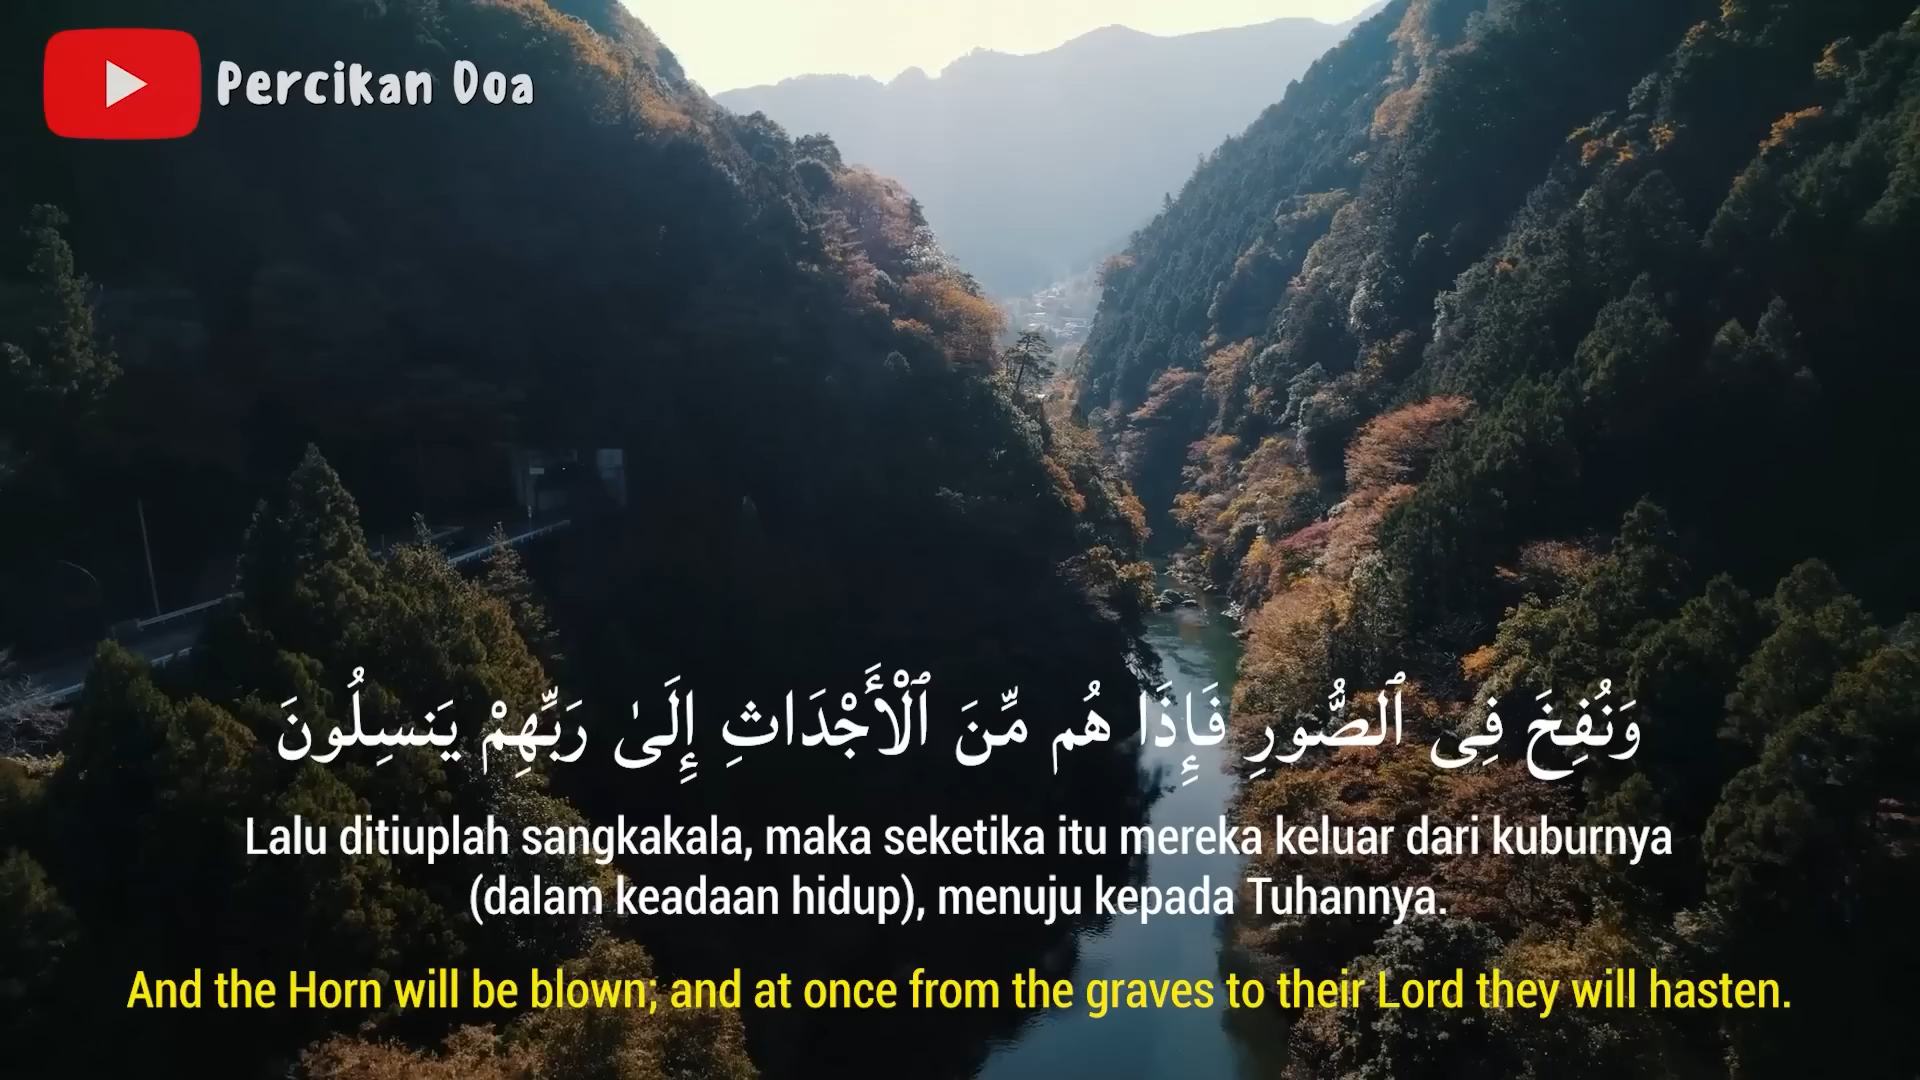 Percikan Doa
وَنُفِخَ فِى ٱلصُّورِ فَإِذَا هُم مِّنَ ٱلْأَجْدَاثِ إِلَىٰ رَبِّهِمْ يَنسِلُونَ
Lalu ditiuplah sangkakala, maka seketika itu mereka keluar dari kuburnya
(dalam keadaan hidup), menuju kepada Tuhannya.
And the Horn will be blown; and at once from the graves to their Lord they will hasten.